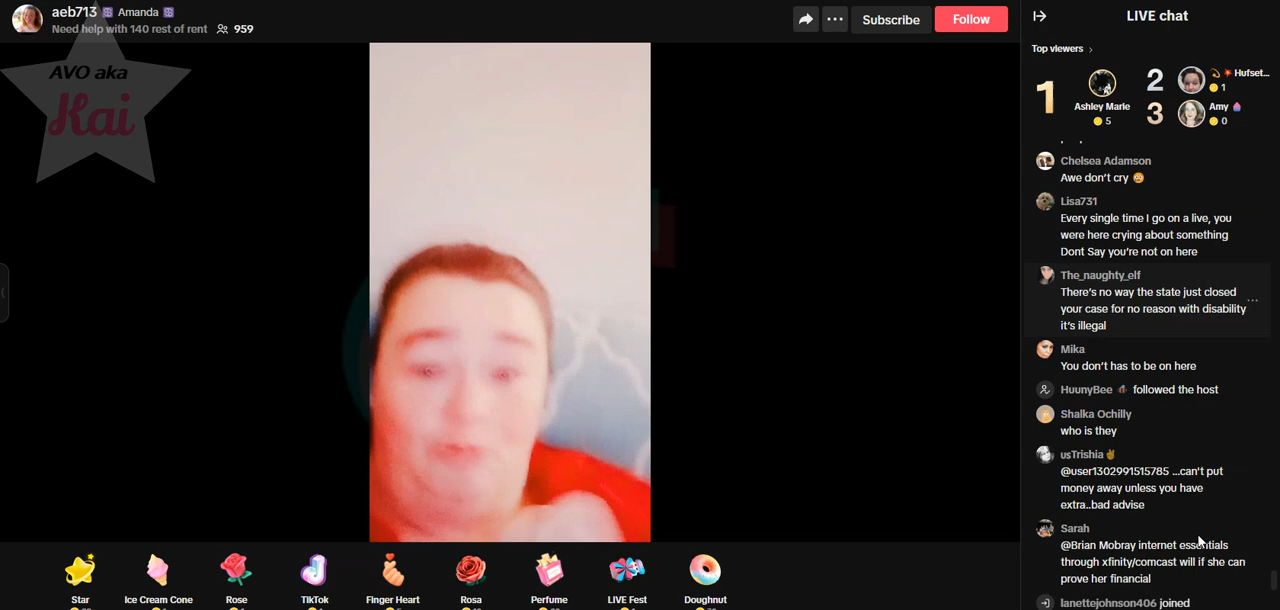 aeb713 Amanda
Need help with 140 rest of rent 959
Subscribe
Follow
AVO aka
Kai
LIVE chat
Top viewers
1
Ashley Marie
5
2
Hufset...
1
3
Amy
0
Chelsea Adamson
Awe don't cry
Lisa731
Every single time I go on a live, you
were here crying about something
Dont Say you're not on here
The_naughty_elf
There's no way the state just closed
your case for no reason with disability
it's illegal
Mika
You don't has to be on here
HuunyBee followed the host
Shalka Ochilly
who is they
usTrishia
@user1302991515785 ...can't put
money away unless you have
extra..bad advise
Sarah
@Brian Mobray internet essentials
through xfinity/comcast will if she can
prove her financial
lanettejohnson406 joined
Star
Ice Cream Cone
Rose
TikTok
Finger Heart
Rosa
Perfume
LIVE Fest
Doughnut